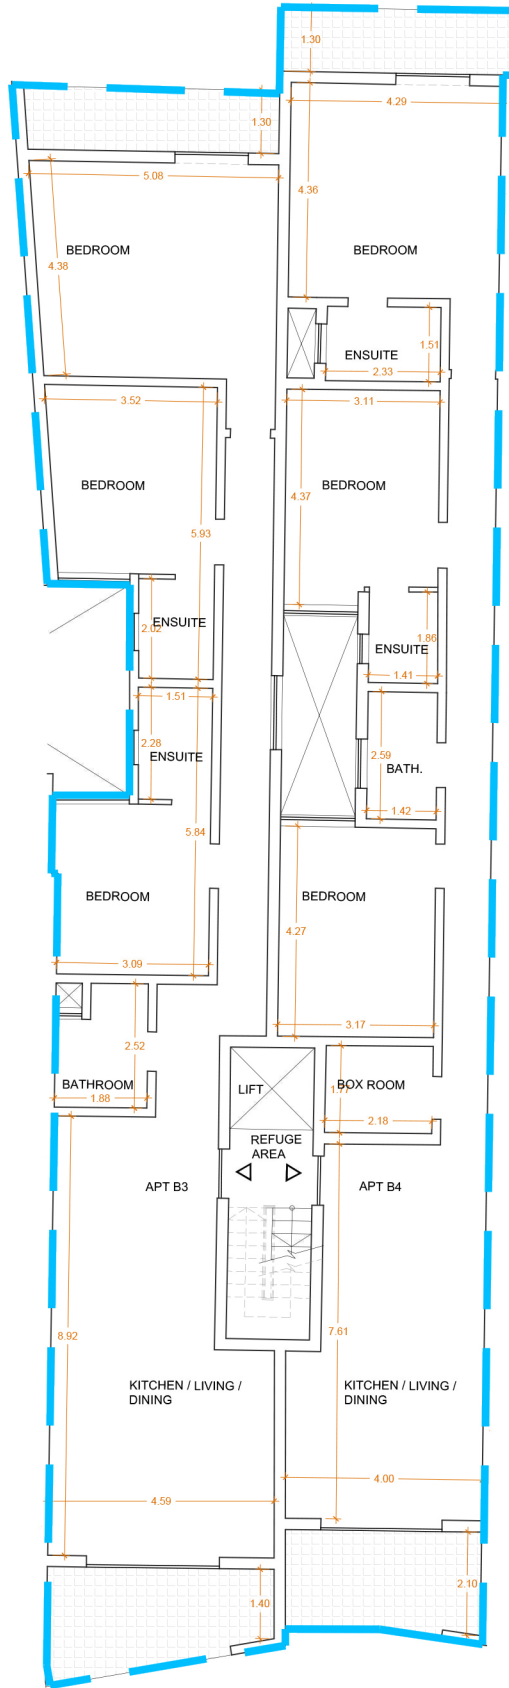 1.30
4.29
1.30
5.08
4.36
BEDROOM
BEDROOM
4.38
1.51
ENSUITE
2.33
3.52
3.11
BEDROOM
BEDROOM
4.37
5.93
2.02
ENSUITE
1.86
ENSUITE
1.41
1.51
2.28
ENSUITE
2.59
BATH.
1.42
5.84
BEDROOM
BEDROOM
4.27
3.09
3.17
2.52
BATHROOM
1.88
LIFT
BOX ROOM
2.18
REFUGE
AREA
APT B3
APT B4
8.92
7.61
KITCHEN / LIVING /
DINING
KITCHEN / LIVING /
DINING
4.59
4.00
1.40
2.10